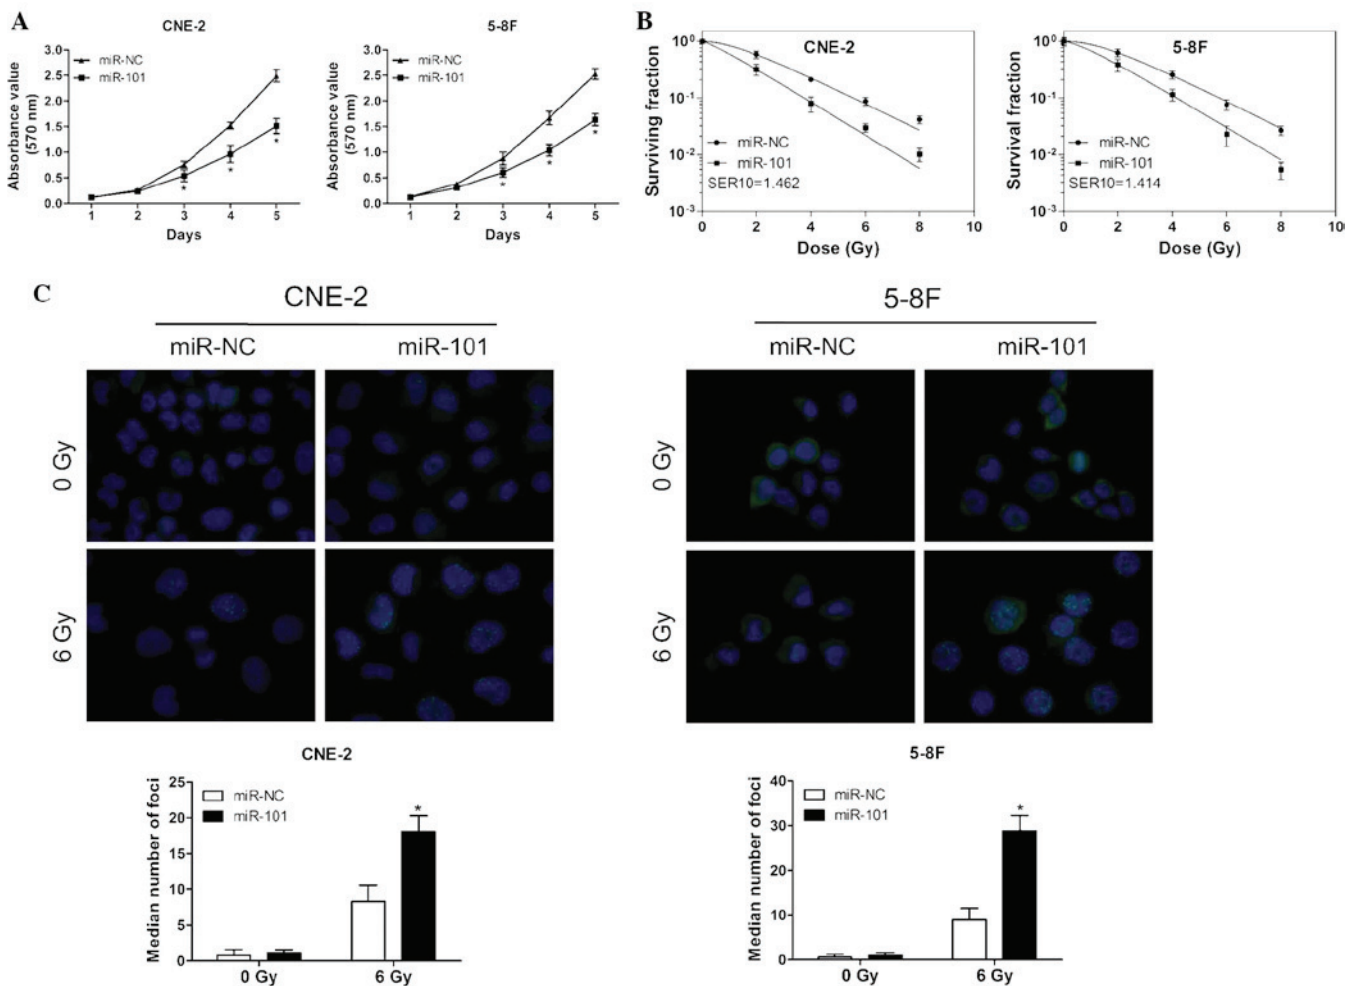 A
CNE-2
Absorbance value
(570 nm)
3.0
2.5
2.0
1.5
1.0
0.5
0.0
miR-NC
miR-101
*
*
*
1 2 3 4 5
Days
5-8F
Absorbance value
(570 nm)
3.0
2.5
2.0
1.5
1.0
0.5
0.0
miR-NC
miR-101
*
*
*
1 2 3 4 5
Days
B
CNE-2
Surviving fraction
10⁰
10⁻¹
10⁻²
10⁻³
miR-NC
miR-101
SER10=1.462
0 2 4 6 8 10
Dose (Gy)
5-8F
Survival fraction
10⁰
10⁻¹
10⁻²
10⁻³
miR-NC
miR-101
SER10=1.414
0 2 4 6 8 100
Dose (Gy)
C
CNE-2
miR-NC miR-101
0 Gy
6 Gy
5-8F
miR-NC miR-101
0 Gy
6 Gy
CNE-2
Median number of foci
25
20
15
10
5
0
miR-NC
miR-101
*
0 Gy 6 Gy
5-8F
Median number of foci
40
30
20
10
0
miR-NC
miR-101
*
0 Gy 6 Gy